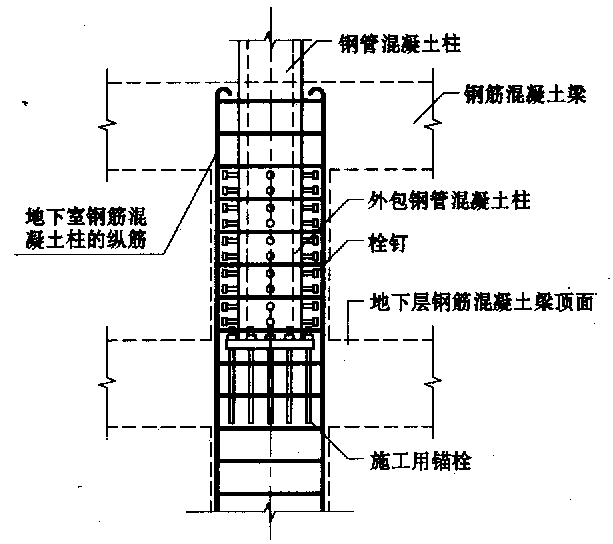 钢管混凝土柱
钢筋混凝土梁
外包钢管混凝土柱
地下室钢筋混
凝土柱的纵筋
栓钉
地下层钢筋混凝土梁顶面
施工用锚栓